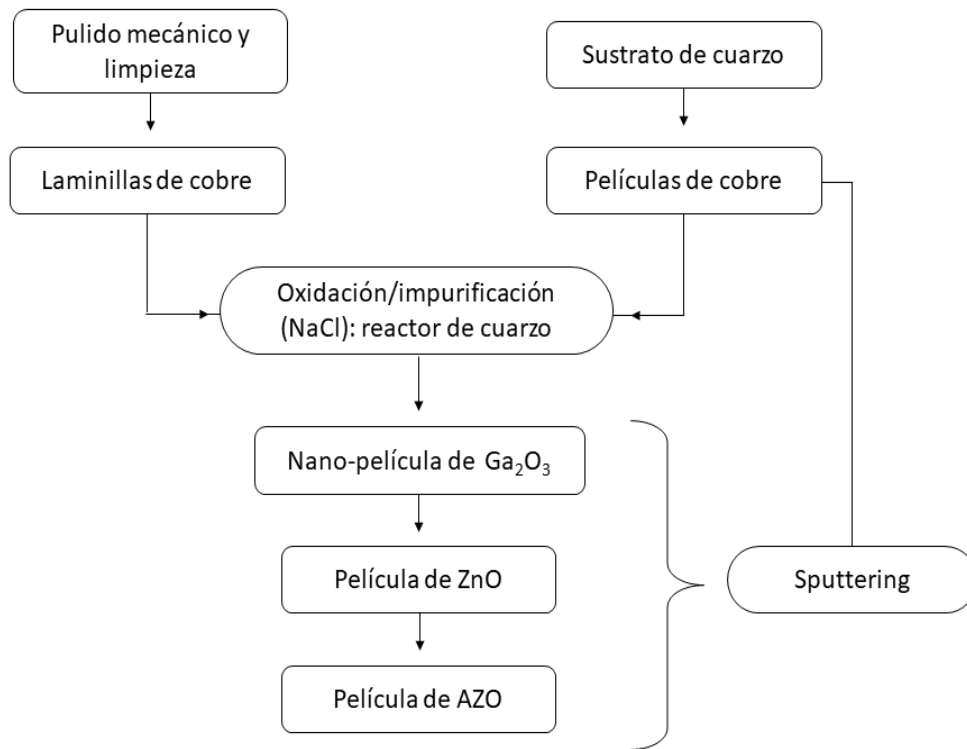 Pulido mecánico y
limpieza
Sustrato de cuarzo
Laminillas de cobre
Películas de cobre
Oxidación/impurificación
(NaCl): reactor de cuarzo
Nano-película de Ga₂O₃
Película de ZnO
Sputtering
Película de AZO